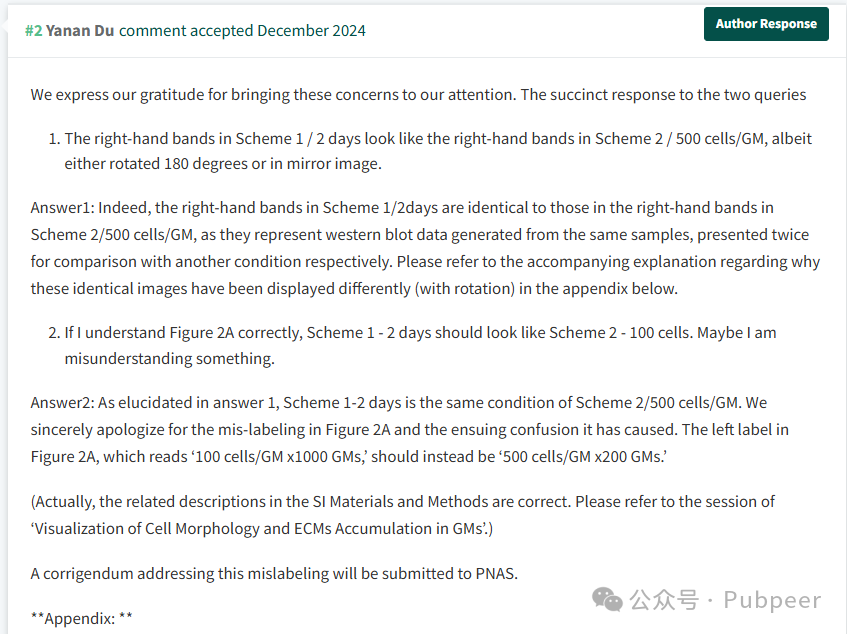 #2 Yanan Du comment accepted December 2024
Author Response
We express our gratitude for bringing these concerns to our attention. The succinct response to the two queries
1. The right-hand bands in Scheme 1 / 2 days look like the right-hand bands in Scheme 2 / 500 cells/GM, albeit
either rotated 180 degrees or in mirror image.
Answer1: Indeed, the right-hand bands in Scheme 1/2days are identical to those in the right-hand bands in
Scheme 2/500 cells/GM, as they represent western blot data generated from the same samples, presented twice
for comparison with another condition respectively. Please refer to the accompanying explanation regarding why
these identical images have been displayed differently (with rotation) in the appendix below.
2. If I understand Figure 2A correctly, Scheme 1 - 2 days should look like Scheme 2 - 100 cells. Maybe I am
misunderstanding something.
Answer2: As elucidated in answer 1, Scheme 1-2 days is the same condition of Scheme 2/500 cells/GM. We
sincerely apologize for the mis-labeling in Figure 2A and the ensuing confusion it has caused. The left label in
Figure 2A, which reads ‘100 cells/GM x1000 GMs,’ should instead be ‘500 cells/GM x200 GMs.’
(Actually, the related descriptions in the SI Materials and Methods are correct. Please refer to the session of
‘Visualization of Cell Morphology and ECMs Accumulation in GMs’.)
A corrigendum addressing this mislabeling will be submitted to PNAS.
**Appendix: **
公众号 · Pubpeer